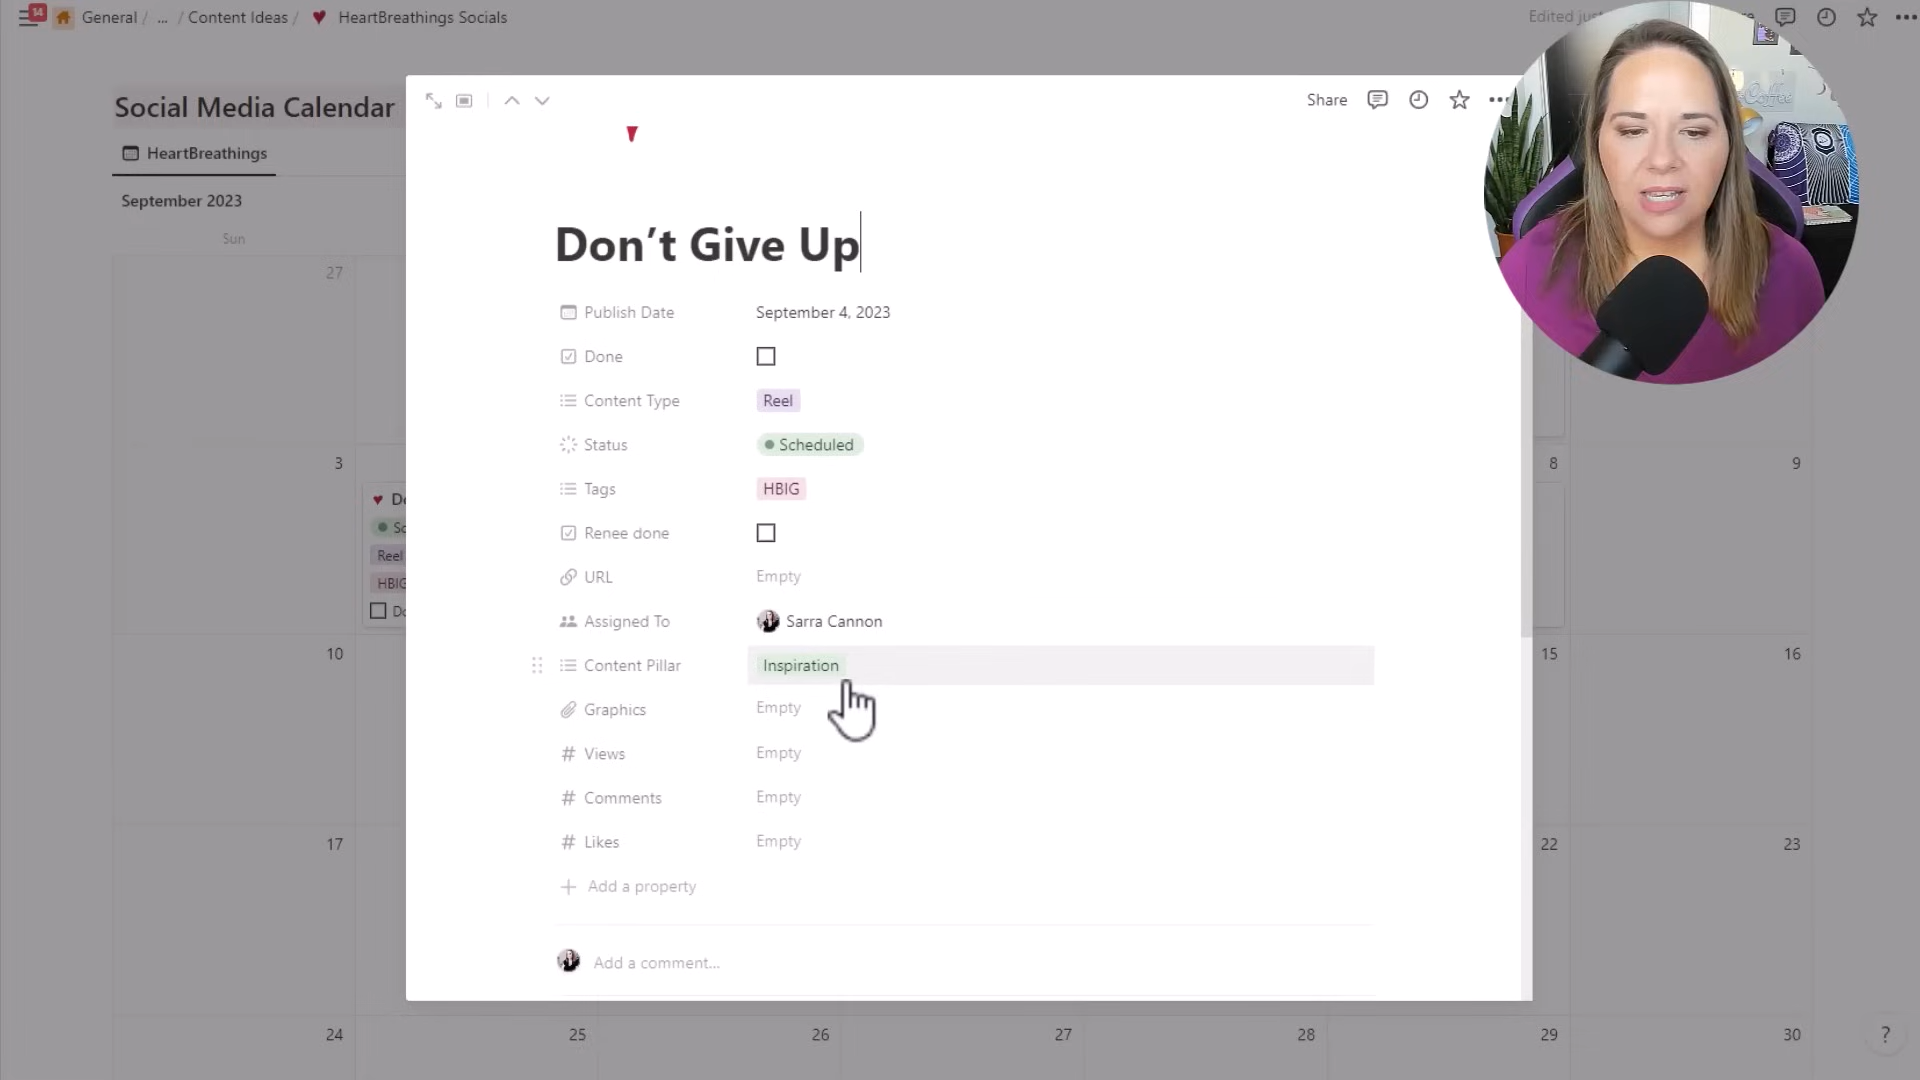 14 General / ... / Content Ideas / HeartBreathings Socials
Edited
Social Media Calendar
HeartBreathings
September 2023
Sun
27
3
8
9
10
15
16
17
22
23
24
25
26
27
28
29
30
Reel
HBIG
Share
Don't Give Up
Publish Date September 4, 2023
Done
Content Type Reel
Status Scheduled
Tags HBIG
Renee done
URL Empty
Assigned To Sarra Cannon
Content Pillar Inspiration
Graphics Empty
Views Empty
Comments Empty
Likes Empty
Add a property
Add a comment...
Coffee
?